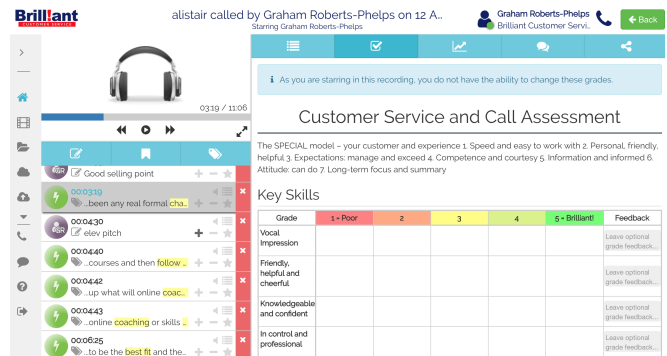 Brill!ant
CUSTOMER SERVICE
alistair called by Graham Roberts-Phelps on 12 A...
Starring Graham Roberts-Phelps
Graham Roberts-Phelps
Brilliant Customer Servi...
Back
03:19 / 11:06
Good selling point
00:03:19
...been any real formal cha...
GSR
00:04:30
elev pitch
00:04:40
...courses and then follow ...
00:04:42
...up what will online coac...
00:04:43
...online coaching or skills ...
00:06:25
...to be the best fit and the...
As you are starring in this recording, you do not have the ability to change these grades.
Customer Service and Call Assessment
The SPECIAL model – your customer and experience 1. Speed and easy to work with 2. Personal, friendly,
helpful 3. Expectations: manage and exceed 4. Competence and courtesy 5. Information and informed 6.
Attitude: can do 7. Long-term focus and summary
Key Skills
Grade 1 = Poor 2 3 4 5 = Brilliant! Feedback
Vocal
Impression
Leave optional
grade feedback...
Friendly,
helpful and
cheerful
Leave optional
grade feedback...
Knowledgeable
and confident
Leave optional
grade feedback...
In control and
professional
Leave optional
grade feedback...